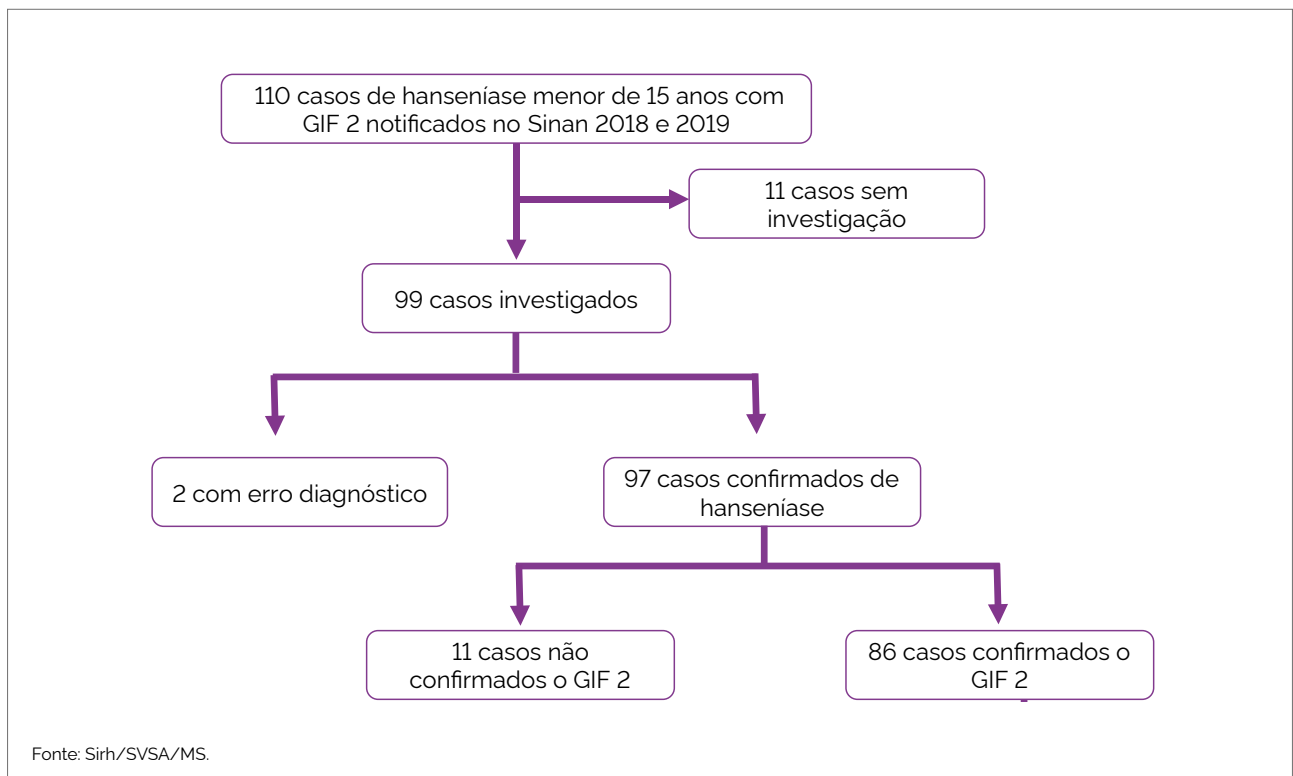 110 casos de hanseníase menor de 15 anos com
GIF 2 notificados no Sinan 2018 e 2019
11 casos sem
investigação
99 casos investigados
2 com erro diagnóstico
97 casos confirmados de
hanseníase
11 casos não
confirmados o GIF 2
86 casos confirmados o
GIF 2
Fonte: Sirh/SVSA/MS.